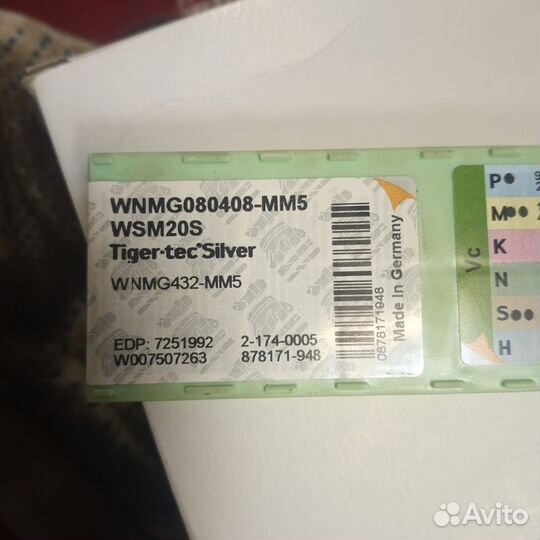 WNMG080408-MM5
WSM20S
Tiger·tec®Silver
WNMG432-MM5
EDP: 7251992 2-174-0005
W007507263 878171-948
0878171948
Made In Germany
Vc
P
M
K
N
S
H
Avito